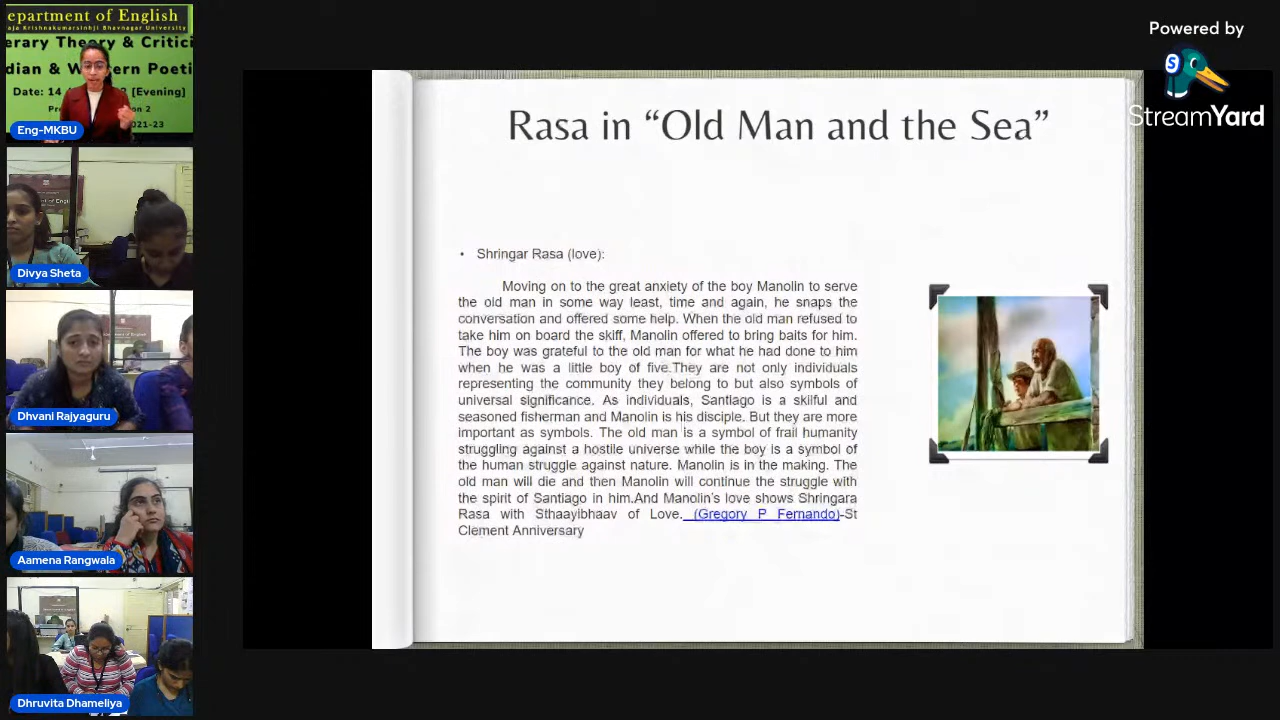 epartment of English
aja Krishnakumarsinhji Bhavnagar University
erary Theory & Critici
dian & W tern Poeti
Date: 14
[Evening]
on 2
021-23
Eng-MKBU
Divya Sheta
Dhvani Rajyaguru
Aamena Rangwala
Dhruvita Dhameliya
Powered by
S
StreamYard
Rasa in “Old Man and the Sea”
• Shringar Rasa (love):
Moving on to the great anxiety of the boy Manolin to serve
the old man in some way least, time and again, he snaps the
conversation and offered some help. When the old man refused to
take him on board the skiff, Manolin offered to bring baits for him.
The boy was grateful to the old man for what he had done to him
when he was a little boy of five.They are not only individuals
representing the community they belong to but also symbols of
universal significance. As individuals, Santiago is a skilful and
seasoned fisherman and Manolin is his disciple. But they are more
important as symbols. The old man is a symbol of frail humanity
struggling against a hostile universe while the boy is a symbol of
the human struggle against nature. Manolin is in the making. The
old man will die and then Manolin will continue the struggle with
the spirit of Santiago in him.And Manolin’s love shows Shringara
Rasa with Sthaayibhaav of Love. (Gregory P Fernando)-St
Clement Anniversary